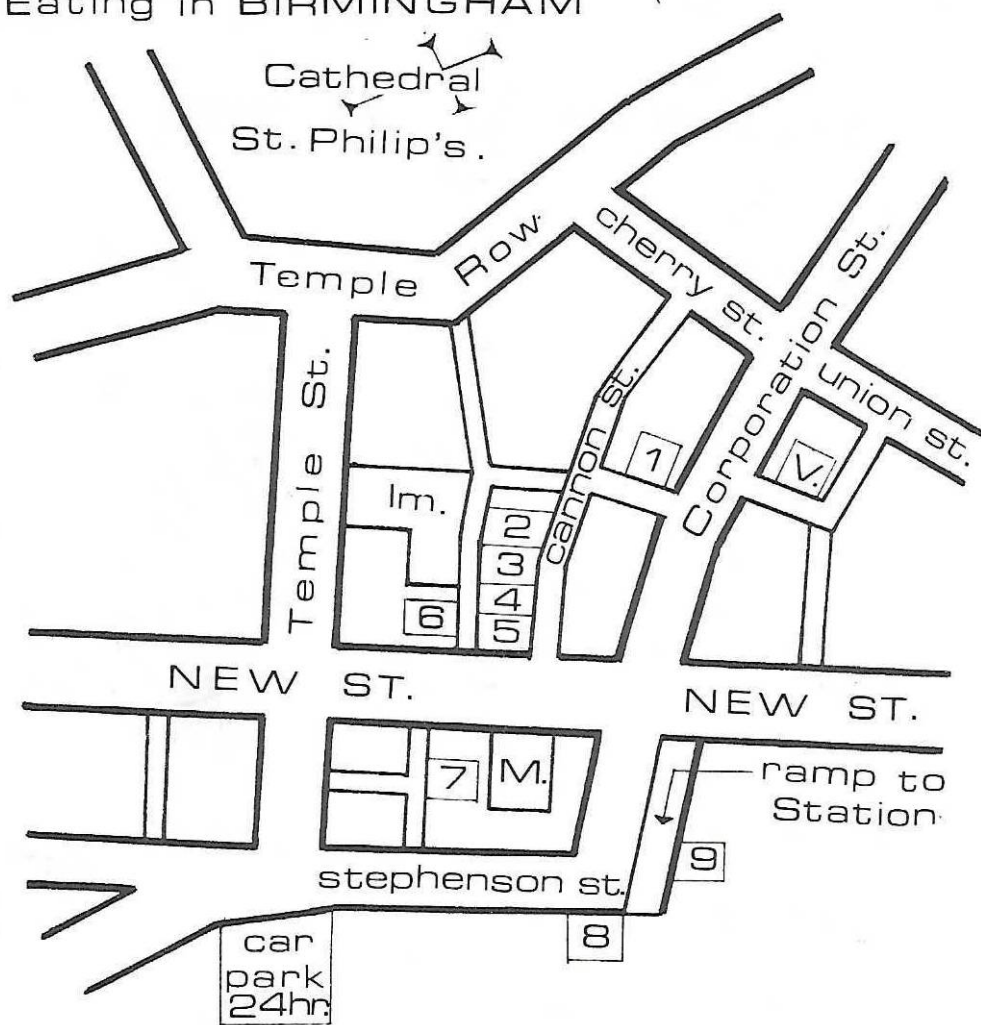 Eating in BIRMINGHAM
Cathedral
St. Philip's.
Temple Row
cherry st.
Corporation St.
union st.
Temple St.
cannon st.
1
V.
Im.
2
3
4
5
6
NEW ST.
NEW ST.
7
M.
ramp to
Station
9
stephenson st.
8
car
park
24hr.